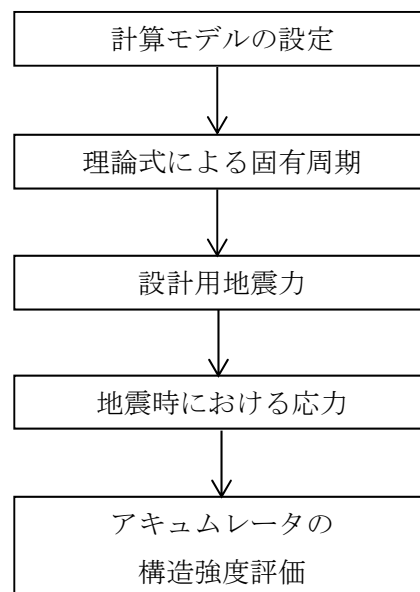 計算モデルの設定
理論式による固有周期
設計用地震力
地震時における応力
アキュムレータの
構造強度評価